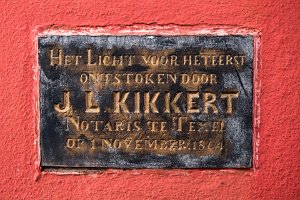 HET LICHT VOOR HET EERST
ONTSTOKEN DOOR
J. L. KIKKERT
NOTARIS TE TEXEL
OP 1 NOVEMBER 1864